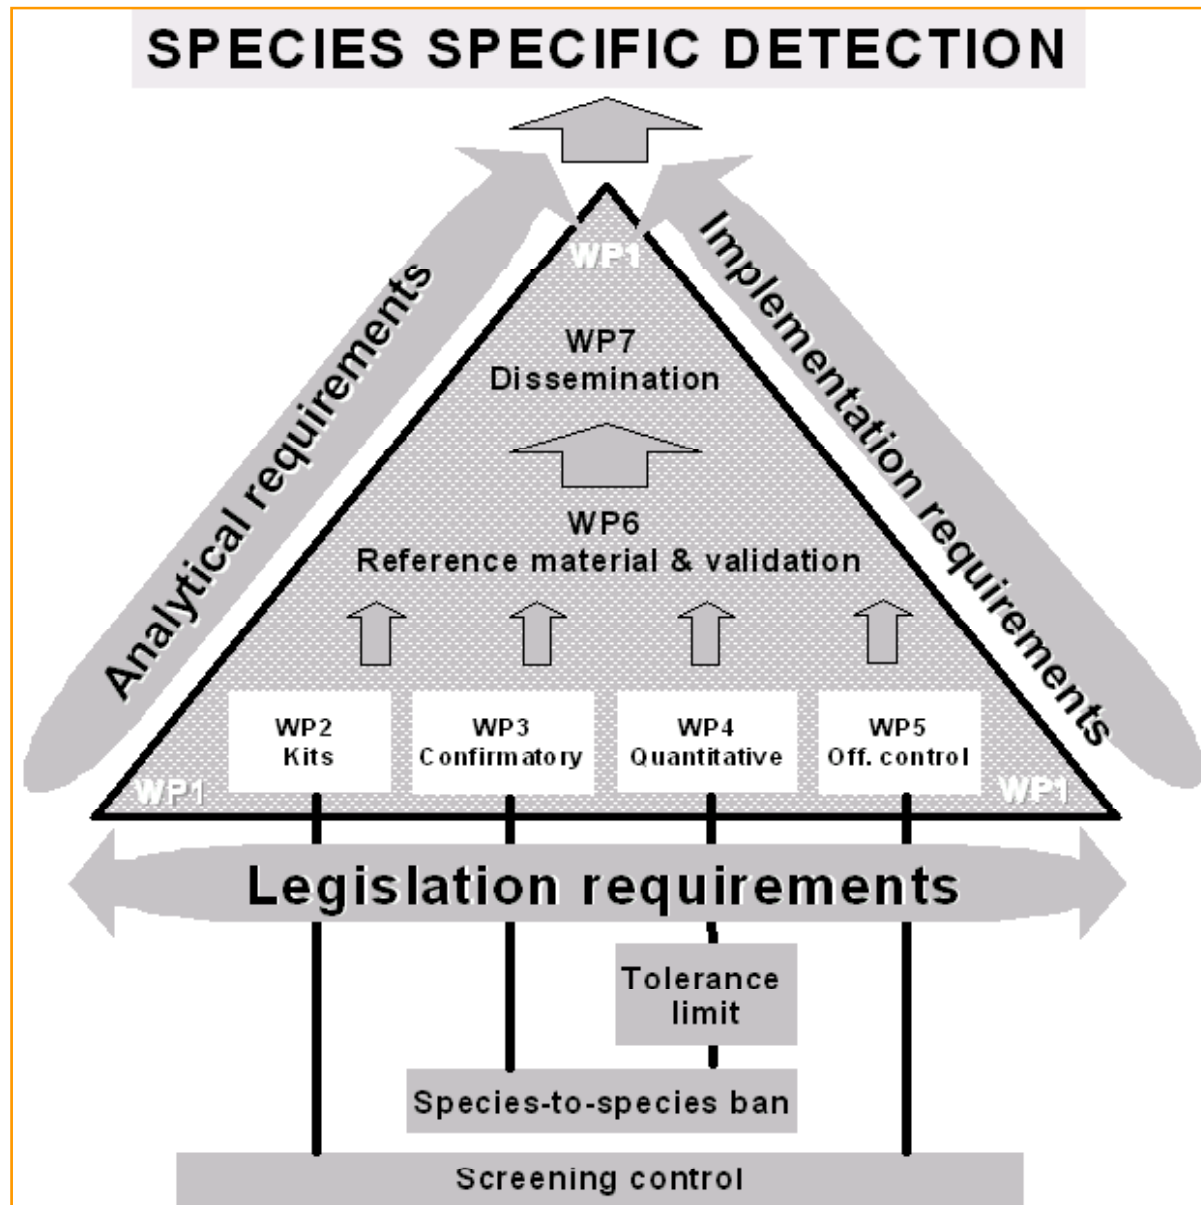 SPECIES SPECIFIC DETECTION
Analytical requirements
Implementation requirements
WP1
WP7
Dissemination
WP6
Reference material & validation
WP2
Kits
WP3
Confirmatory
WP4
Quantitative
WP5
Off. control
WP1
WP1
Legislation requirements
Tolerance
limit
Species-to-species ban
Screening control